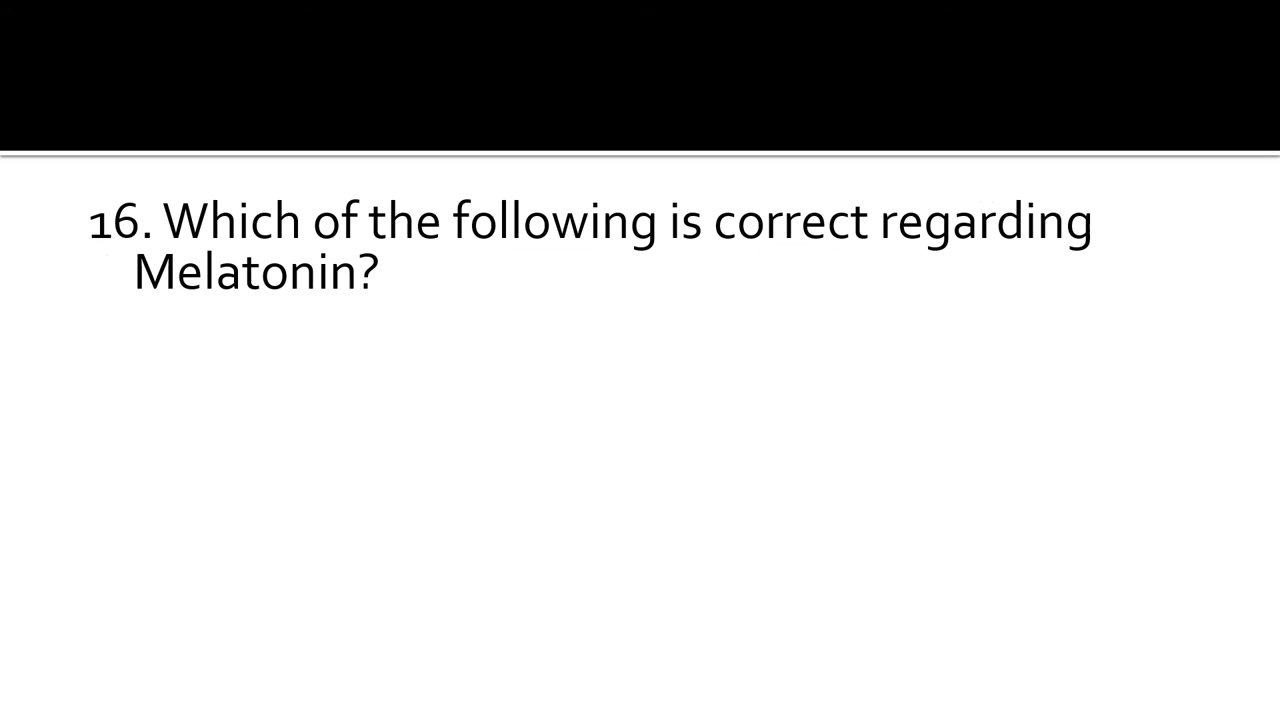 16. Which of the following is correct regarding
Melatonin?